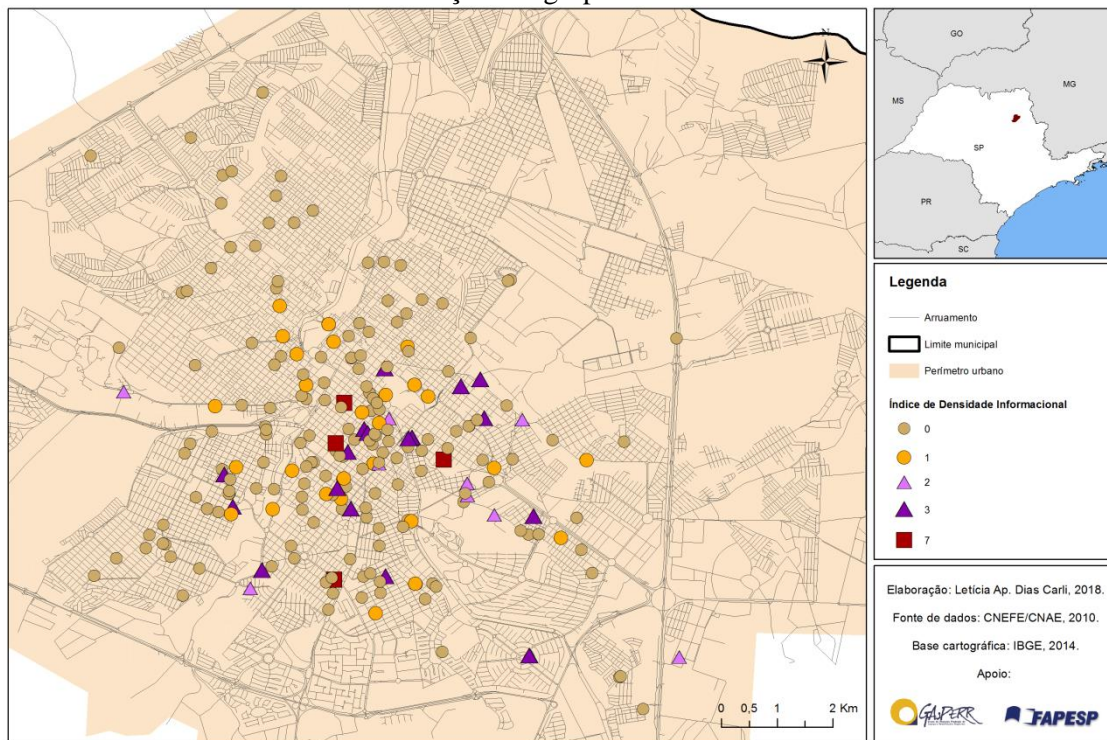 N
0 0,5 1 2 Km
GO
MS
MG
SP
PR
SC
Legenda
Arruamento
Limite municipal
Perímetro urbano
Índice de Densidade Informacional
0
1
2
3
7
Elaboração: Letícia Ap. Dias Carli, 2018.
Fonte de dados: CNEFE/CNAE, 2010.
Base cartográfica: IBGE, 2014.
Apoio:
GAsPERR
FAPESP